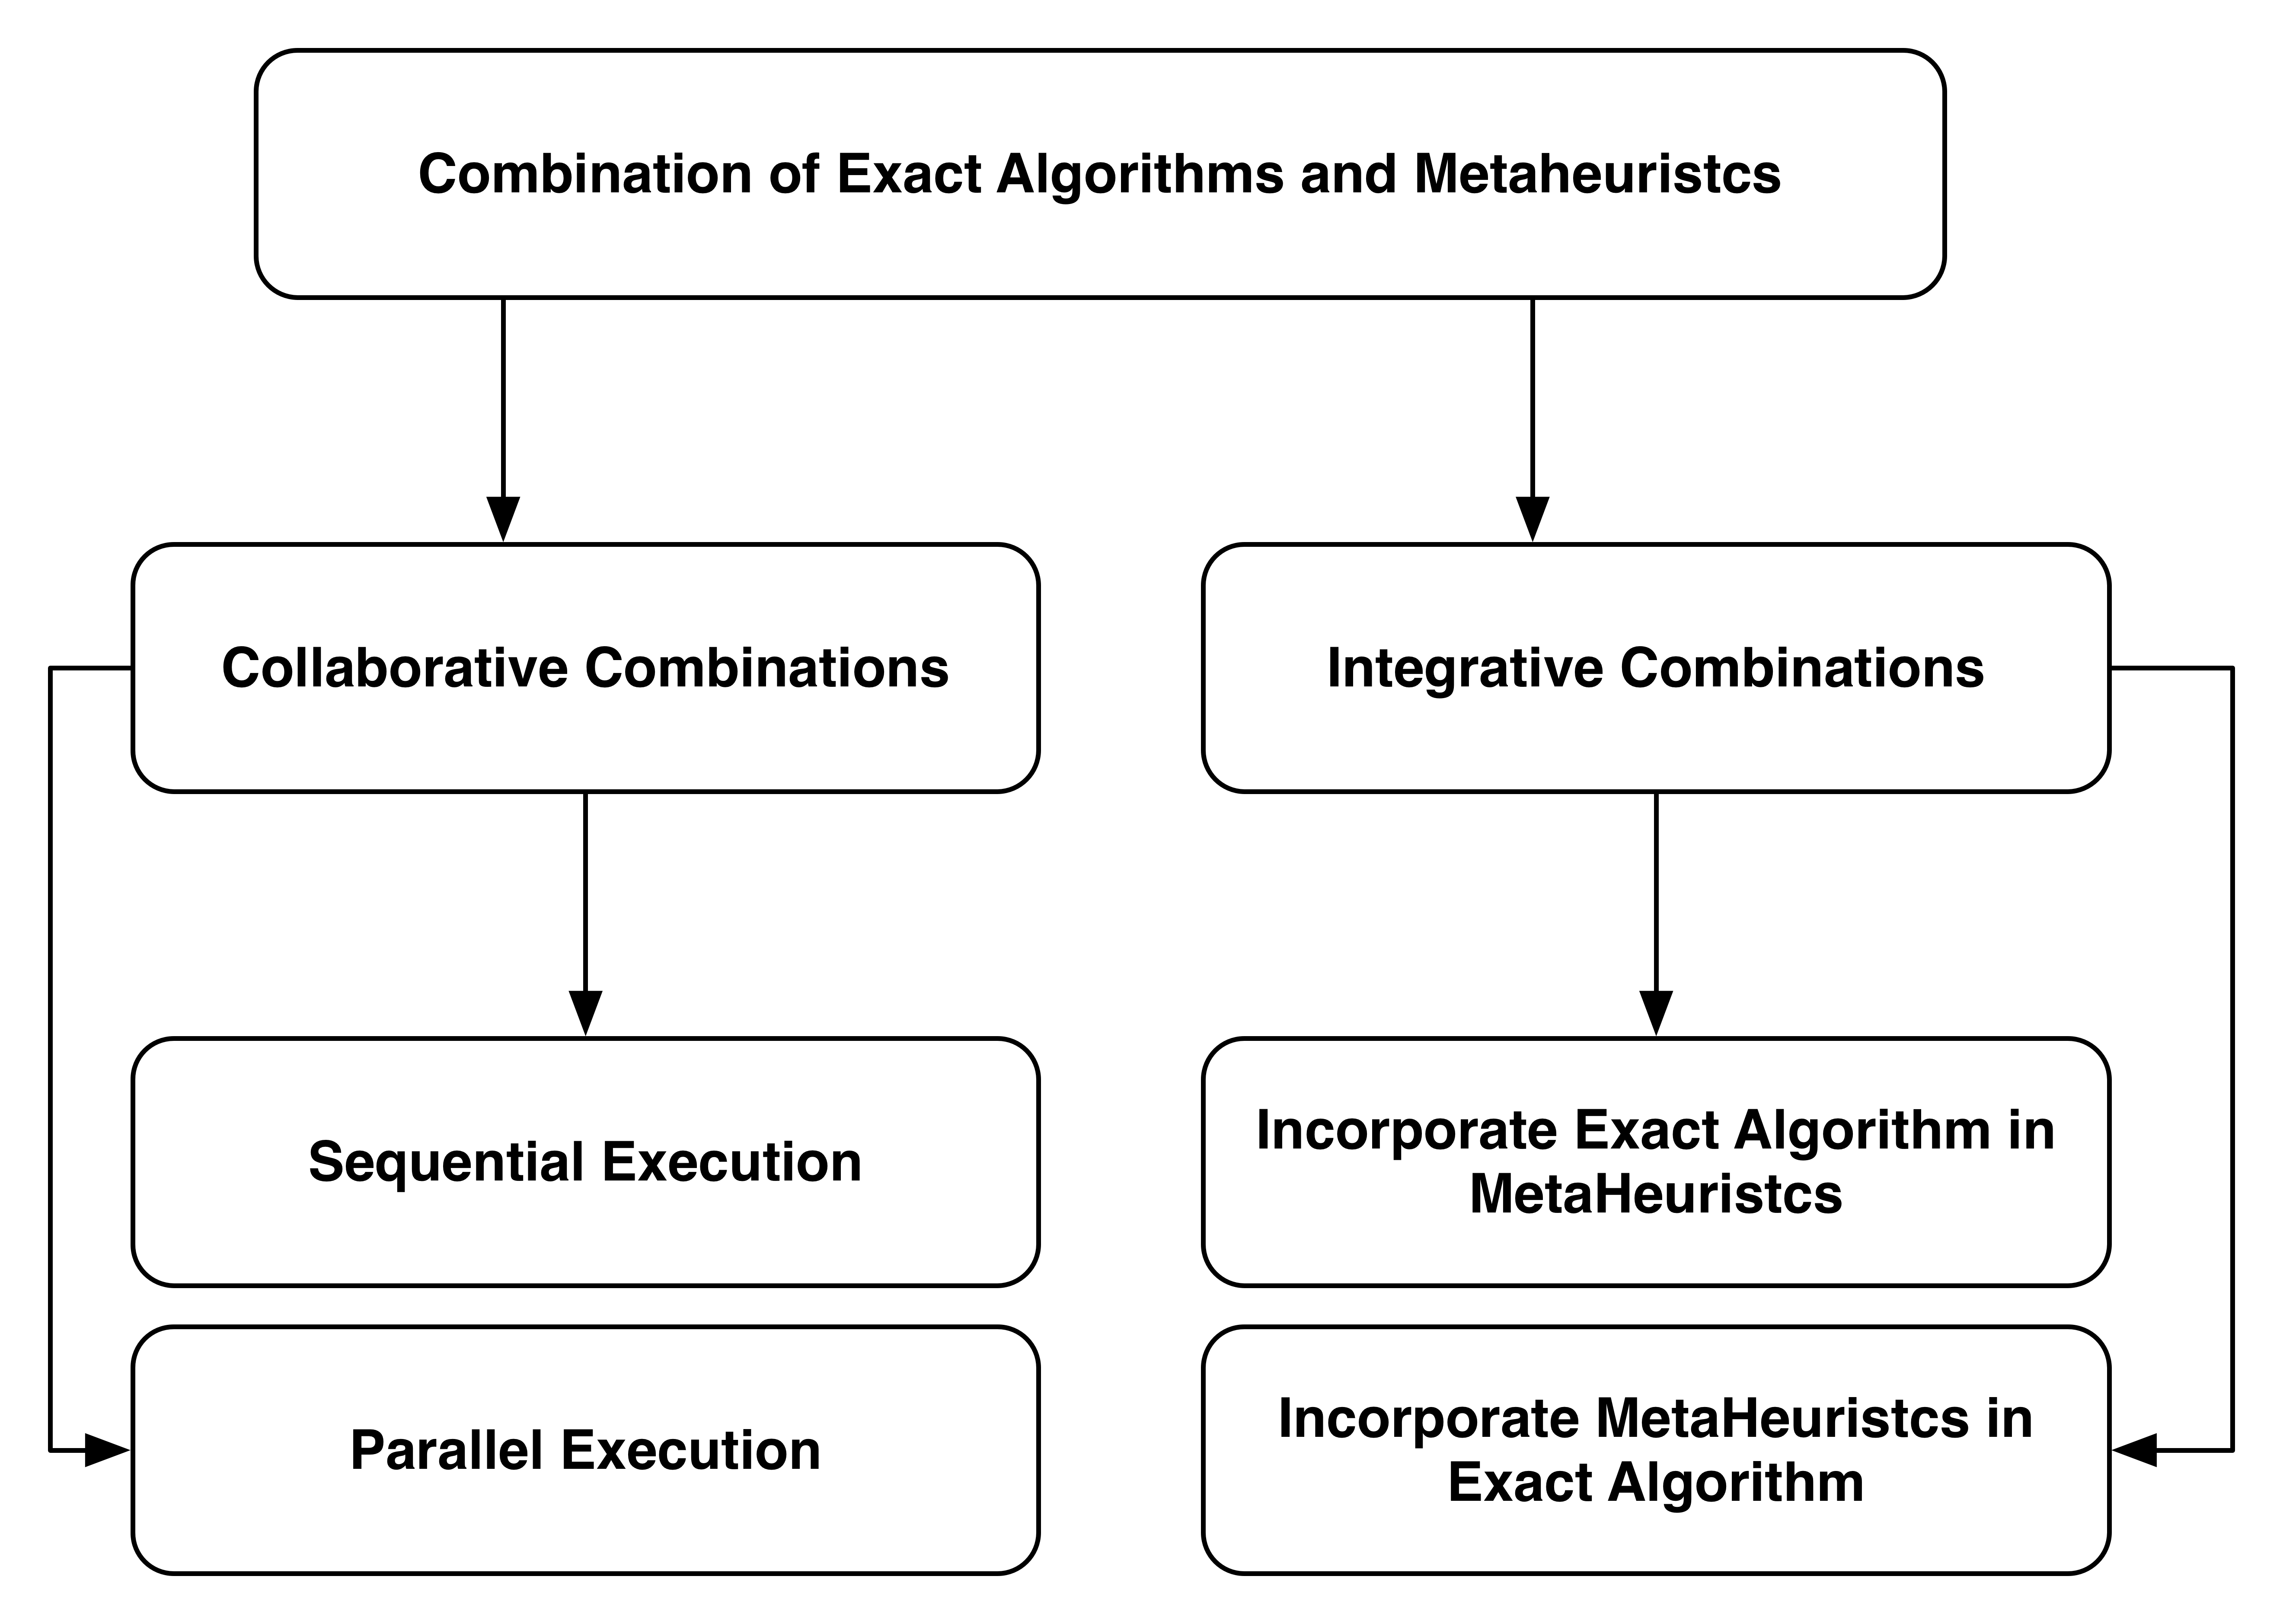 Combination of Exact Algorithms and Metaheuristcs
Collaborative Combinations
Integrative Combinations
Sequential Execution
Incorporate Exact Algorithm in
MetaHeuristcs
Parallel Execution
Incorporate MetaHeuristcs in
Exact Algorithm